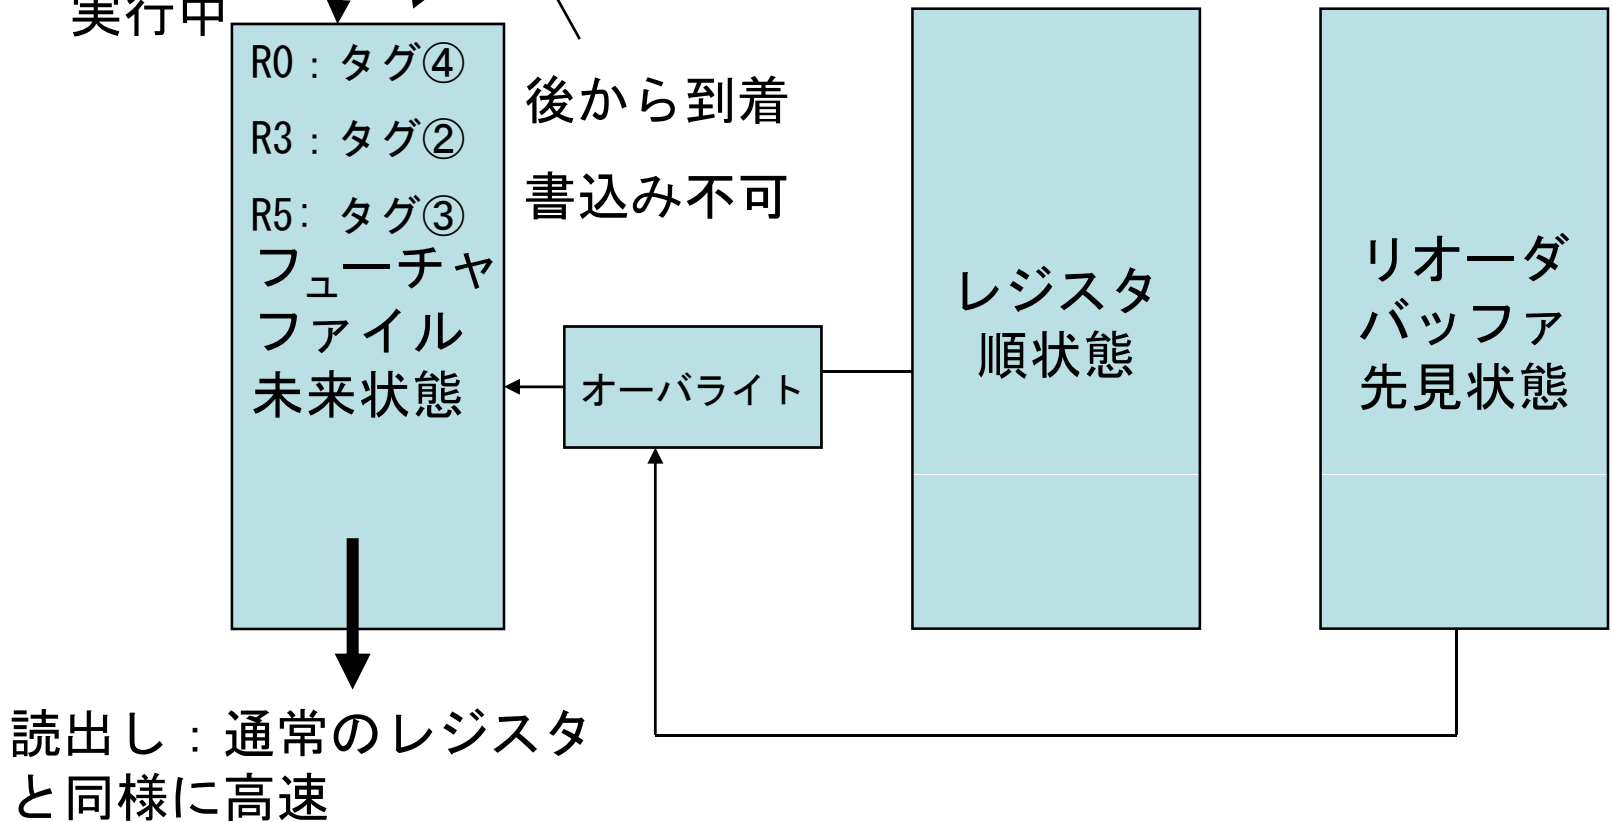 実行中
R0：タグ④
R3：タグ②
R5：タグ③
フューチャ
ファイル
未来状態
後から到着
書込み不可
オーバライト
レジスタ
順状態
リオーダ
バッファ
先見状態
読出し：通常のレジスタ
と同様に高速